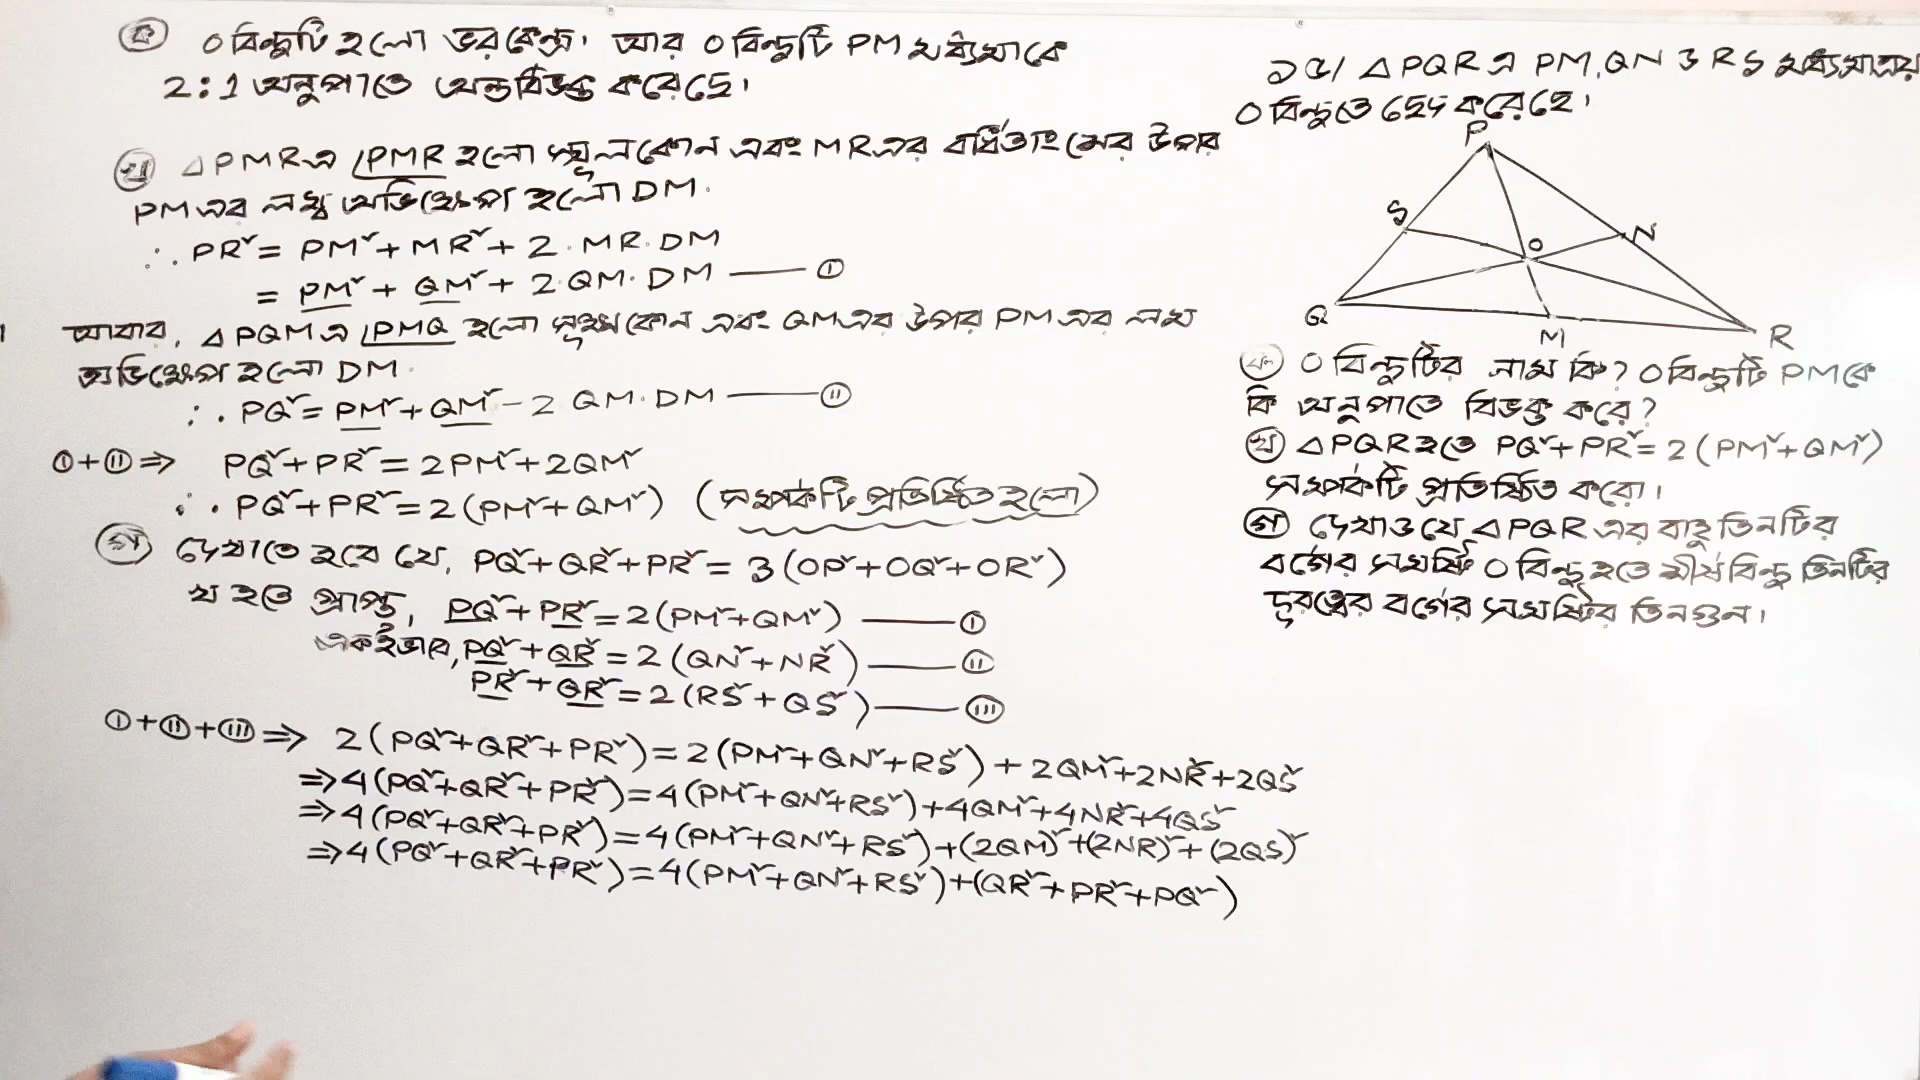 ক O বিন্দুটি হলো ভরকেন্দ্র। আর O বিন্দুটি PM মধ্যমাকে
2:1 অনুপাতে অন্তর্বিভক্ত করেছে।
খ △PMR এ ∠PMR হলো স্থূলকোন এবং MR এর বর্ধিতাংশের উপর
PM এর লম্ব অভিক্ষেপ হলো DM.
∴ PR² = PM² + MR² + 2. MR. DM
= PM² + QM² + 2. QM. DM —— ①
আবার, △PQM এ ∠PMQ হলো সূক্ষ্মকোন এবং QM এর উপর PM এর লম্ব
অভিক্ষেপ হলো DM.
∴ PQ² = PM² + QM² - 2 QM. DM —— ⑪
① + ⑪ ⇒ PQ² + PR² = 2PM² + 2QM²
∴ PQ² + PR² = 2(PM² + QM²) (সম্পর্কটি প্রতিষ্ঠিত হলো)
গ দেখাতে হবে যে, PQ² + QR² + PR² = 3(OP² + OQ² + OR²)
খ হতে প্রাপ্ত, PQ² + PR² = 2(PM² + QM²) —— ①
একইভাবে, PQ² + QR² = 2(QN² + NR²) —— ⑪
PR² + QR² = 2(RS² + QS²) —— (111)
① + ⑪ + (111) ⇒ 2(PQ² + QR² + PR²) = 2(PM² + QN² + RS²) + 2QM² + 2NR² + 2QS²
⇒ 4(PQ² + QR² + PR²) = 4(PM² + QN² + RS²) + 4QM² + 4NR² + 4QS²
⇒ 4(PQ² + QR² + PR²) = 4(PM² + QN² + RS²) + (2QM)² + (2NR)² + (2QS)²
⇒ 4(PQ² + QR² + PR²) = 4(PM² + QN² + RS²) + (QR² + PR² + PQ²)
১৫। △PQR এ PM, QN ও RS মধ্যমাত্রয়
O বিন্দুতে ছেদ করেছে।
P
S
N
O
Q
M
R
ক O বিন্দুটির নাম কি? O বিন্দুটি PM কে
কি অনুপাতে বিভক্ত করে?
খ △PQR হতে PQ² + PR² = 2(PM² + QM²)
সম্পর্কটি প্রতিষ্ঠিত করো।
গ দেখাও যে △PQR এর বাহু তিনটির
বর্গের সমষ্টি O বিন্দু হতে শীর্ষবিন্দু তিনটির
দূরত্বের বর্গের সমষ্টির তিনগুন।